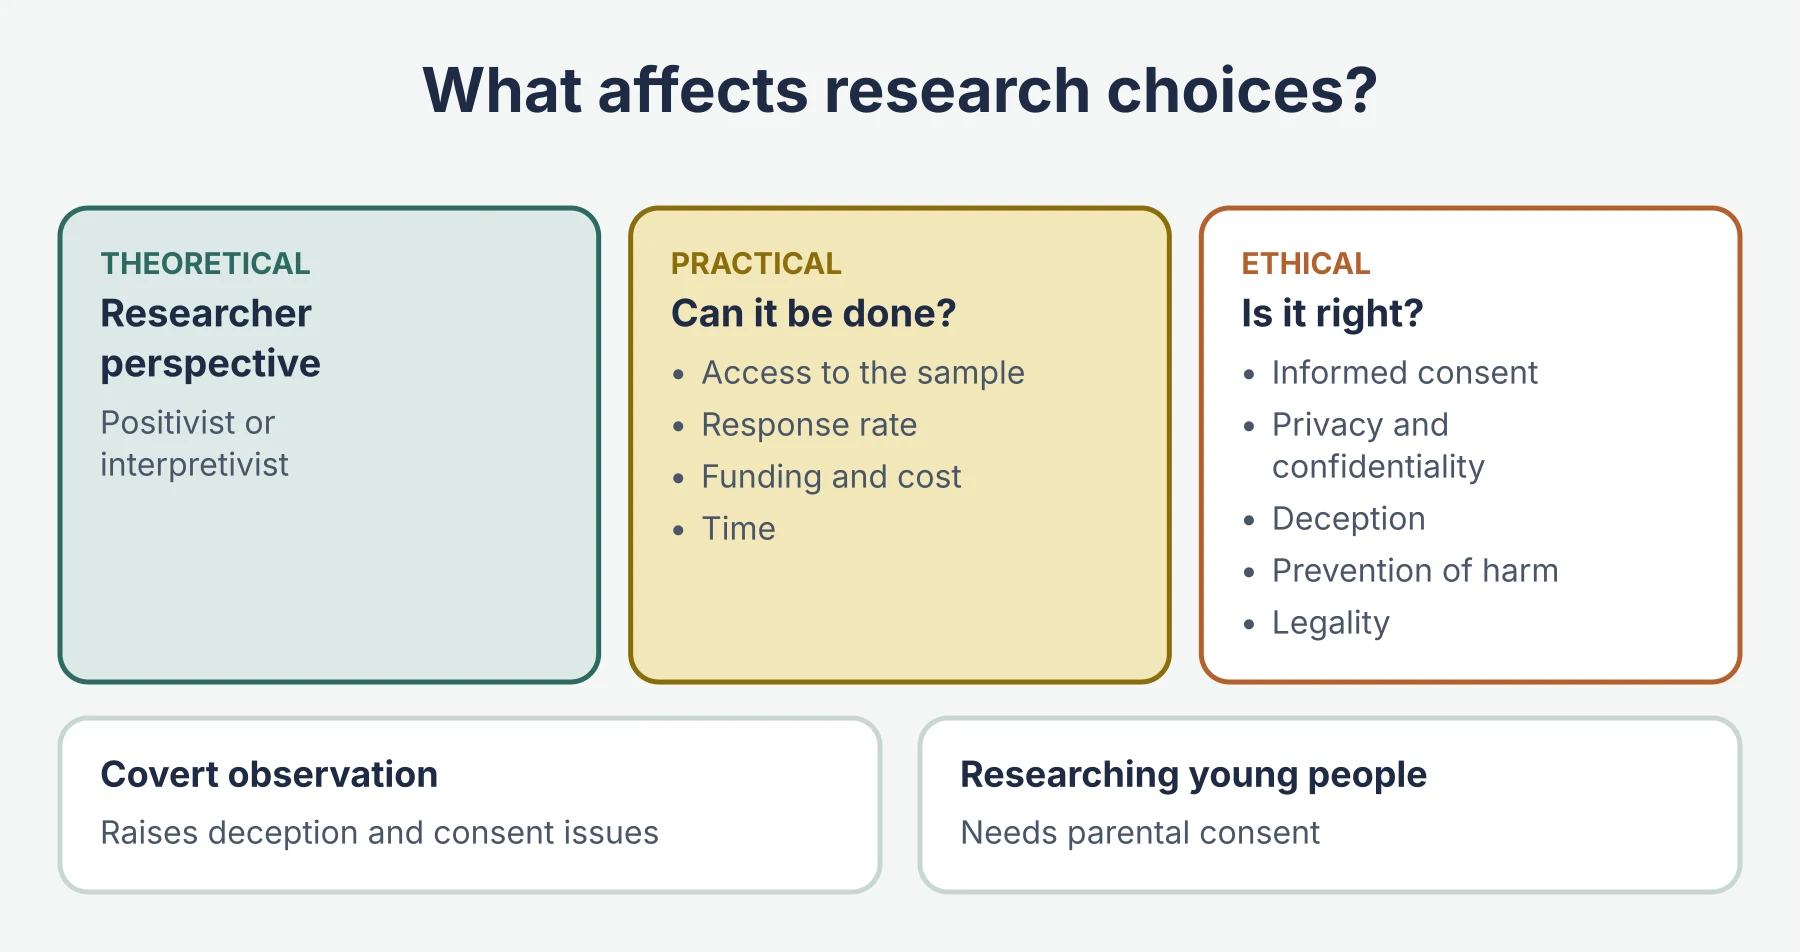 What affects research choices?
THEORETICAL
Researcher
perspective
Positivist or
interpretivist
PRACTICAL
Can it be done?
• Access to the sample
• Response rate
• Funding and cost
• Time
ETHICAL
Is it right?
• Informed consent
• Privacy and
confidentiality
• Deception
• Prevention of harm
• Legality
Covert observation
Raises deception and consent issues
Researching young people
Needs parental consent